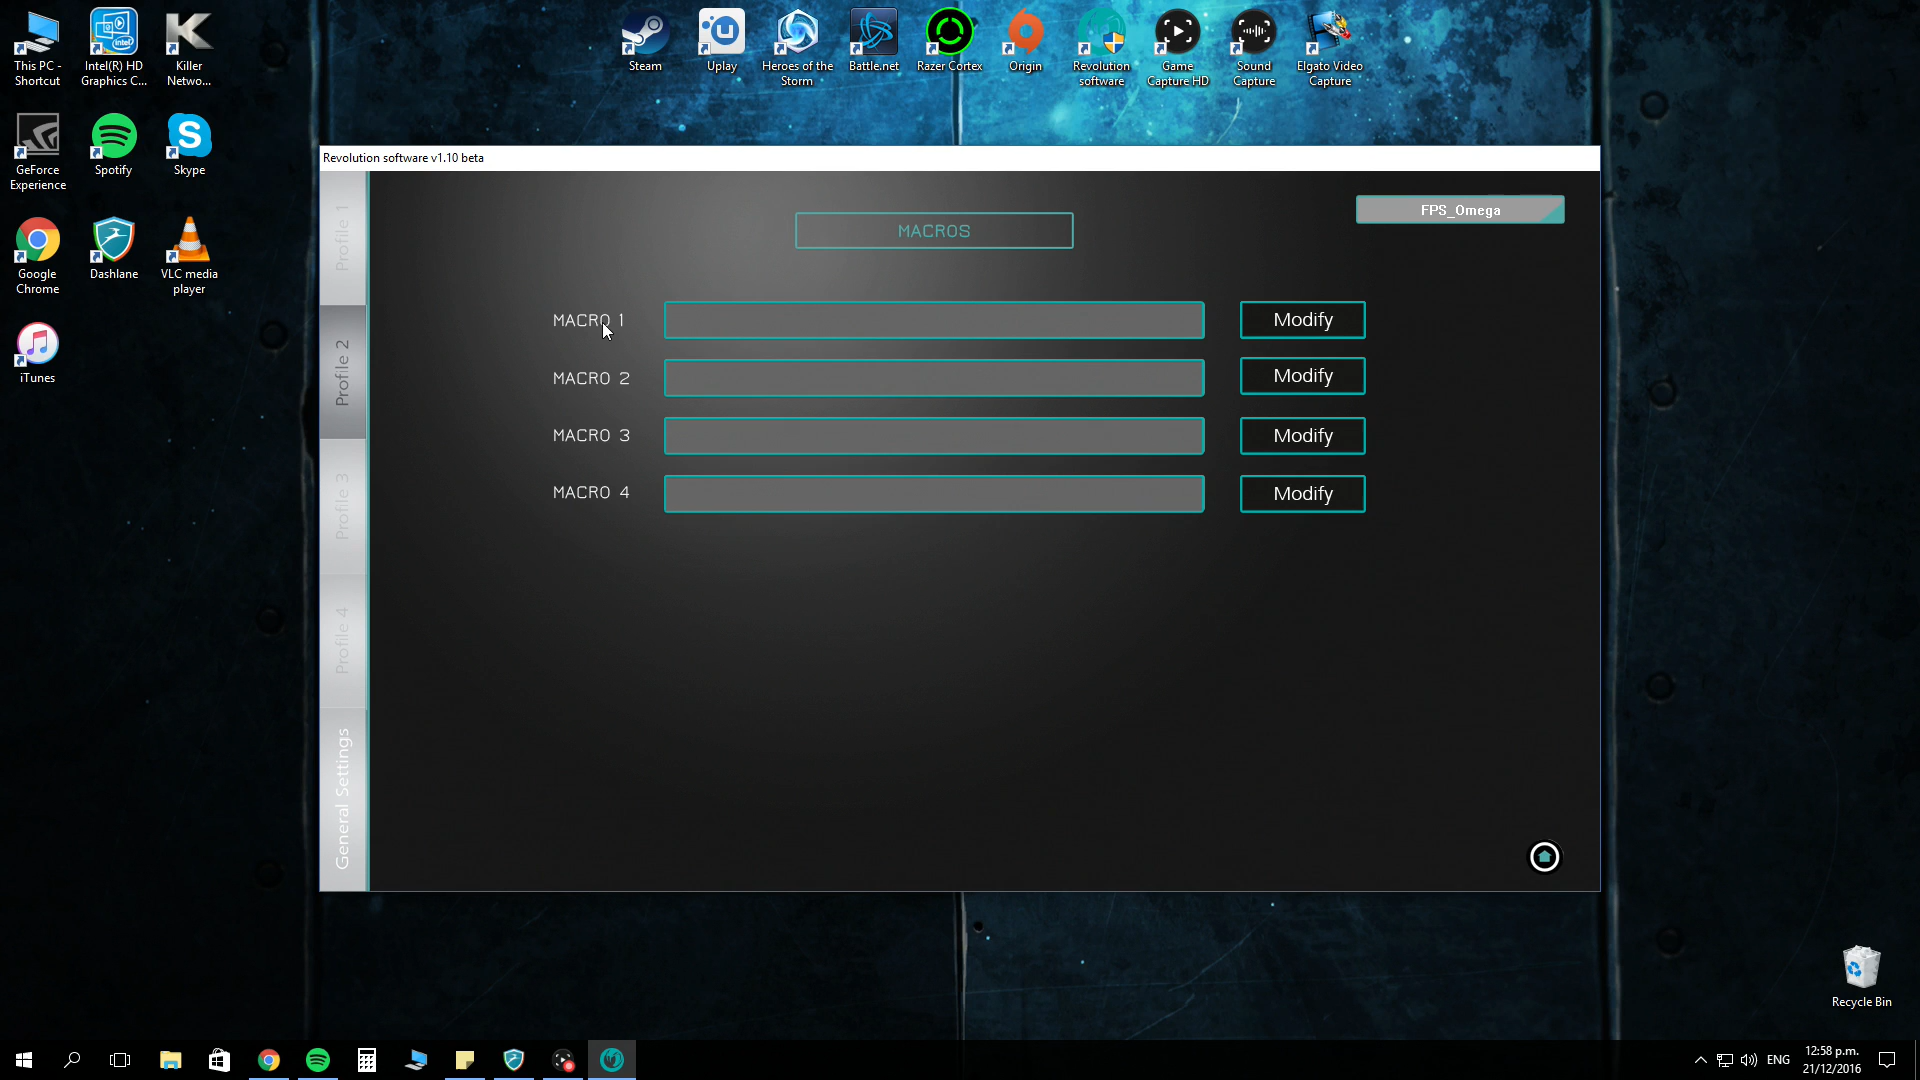 This PC -
Shortcut
Intel(R) HD
Graphics C...
Killer
Netwo...
Steam
Uplay
Heroes of the
Storm
Battle.net
Razer Cortex
Origin
Revolution
software
Game
Capture HD
Sound
Capture
Elgato Video
Capture
GeForce
Experience
Spotify
Skype
Google
Chrome
Dashlane
VLC media
player
iTunes
Revolution software v1.10 beta
Profile 1
Profile 2
Profile 3
Profile 4
General Settings
MACROS
FPS_Omega
MACRO 1
Modify
MACRO 2
Modify
MACRO 3
Modify
MACRO 4
Modify
Recycle Bin
ENG
12:58 p.m.
21/12/2016